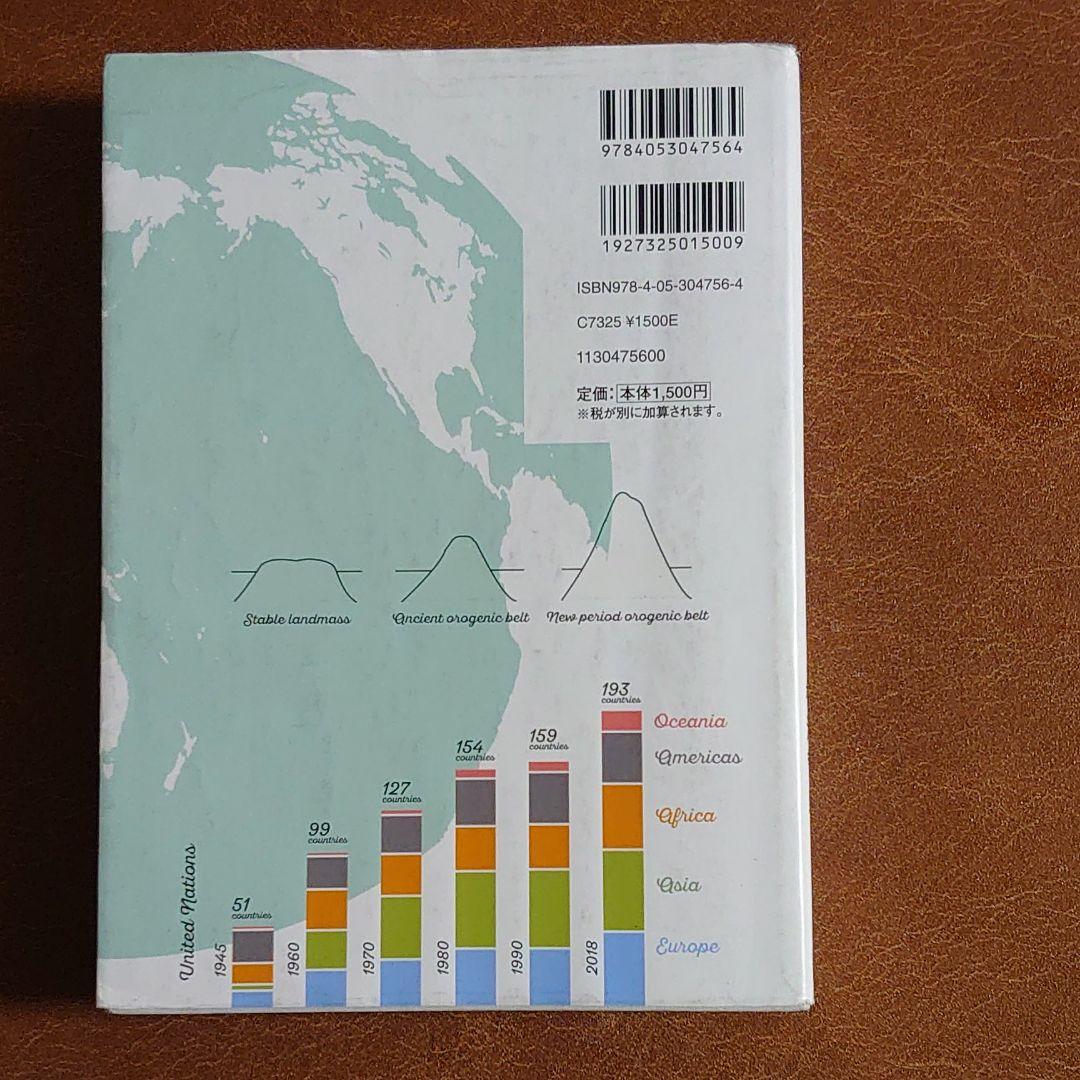 9784053047564
1927325015009
ISBN978-4-05-304756-4
C7325 ¥1500E
1130475600
定価：本体1,500円
※税が別に加算されます。
Stable landmass
Ancient orogenic belt
New period orogenic belt
United Nations
1945
51
countries
1960
99
countries
1970
127
countries
1980
154
countries
1990
159
countries
2018
193
countries
Oceania
Americas
Africa
Asia
Europe